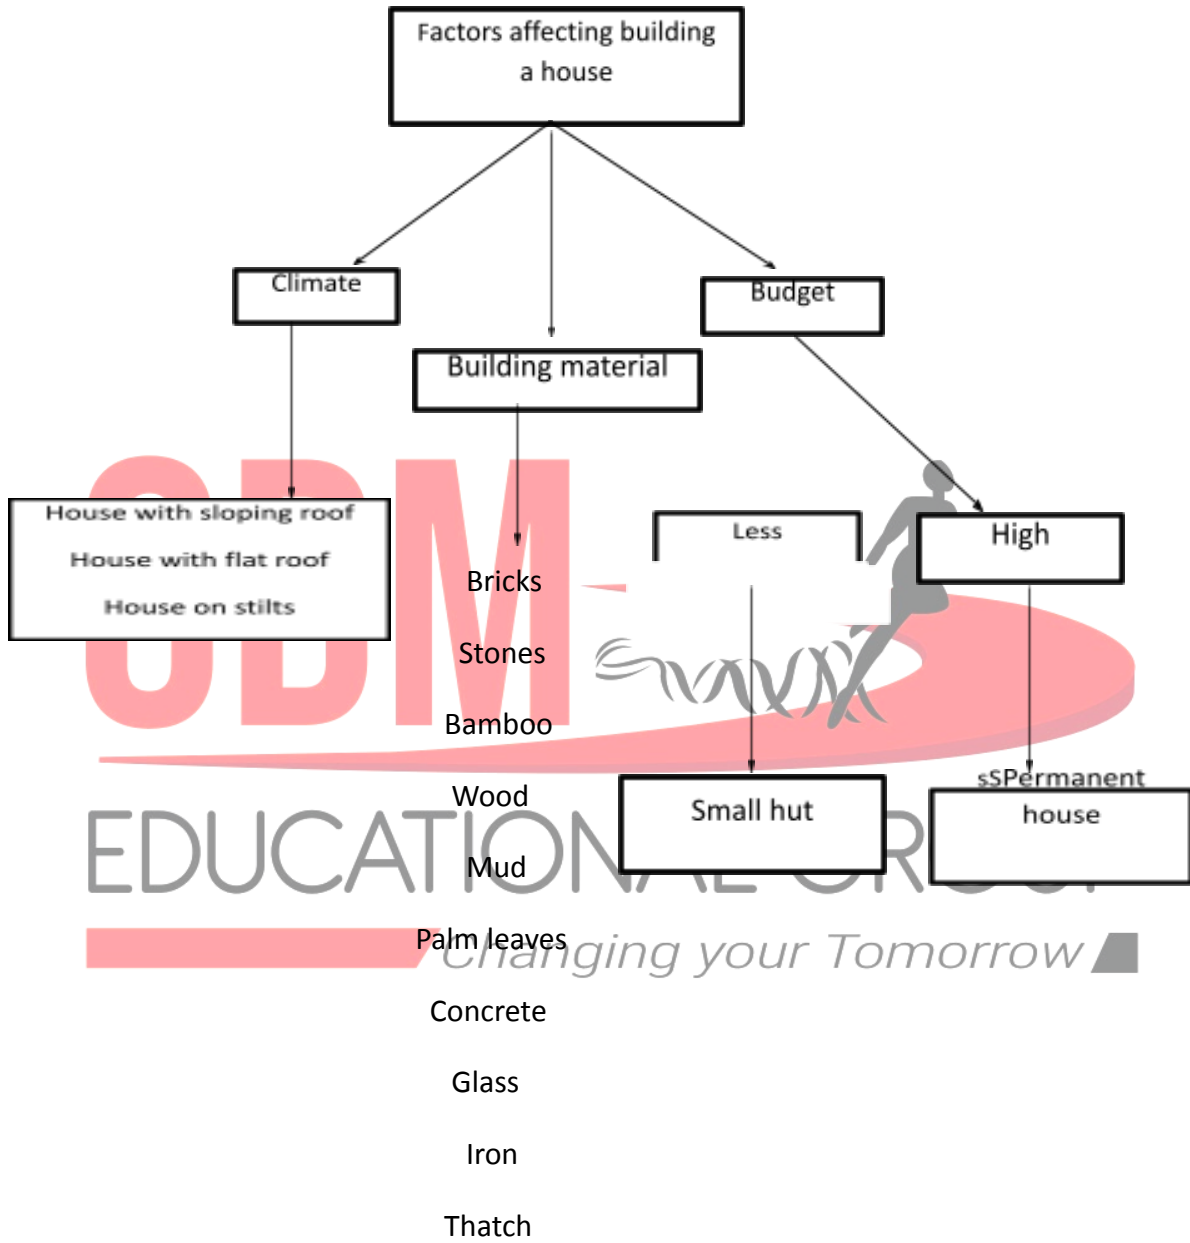 Factors affecting building
a house
Climate
Budget
Building material
House with sloping roof
House with flat roof
House on stilts
Less
High
Bricks
Stones
Bamboo
Wood
Mud
Palm leaves
Concrete
Glass
Iron
Thatch
Small hut
sSPermanent
house
EDUCATIONAL GROUP
Changing your Tomorrow